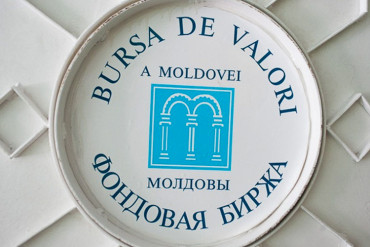 BURSA DE VALORI
A MOLDOVEI
МОЛДОВЫ
ФОНДОВАЯ БИРЖА